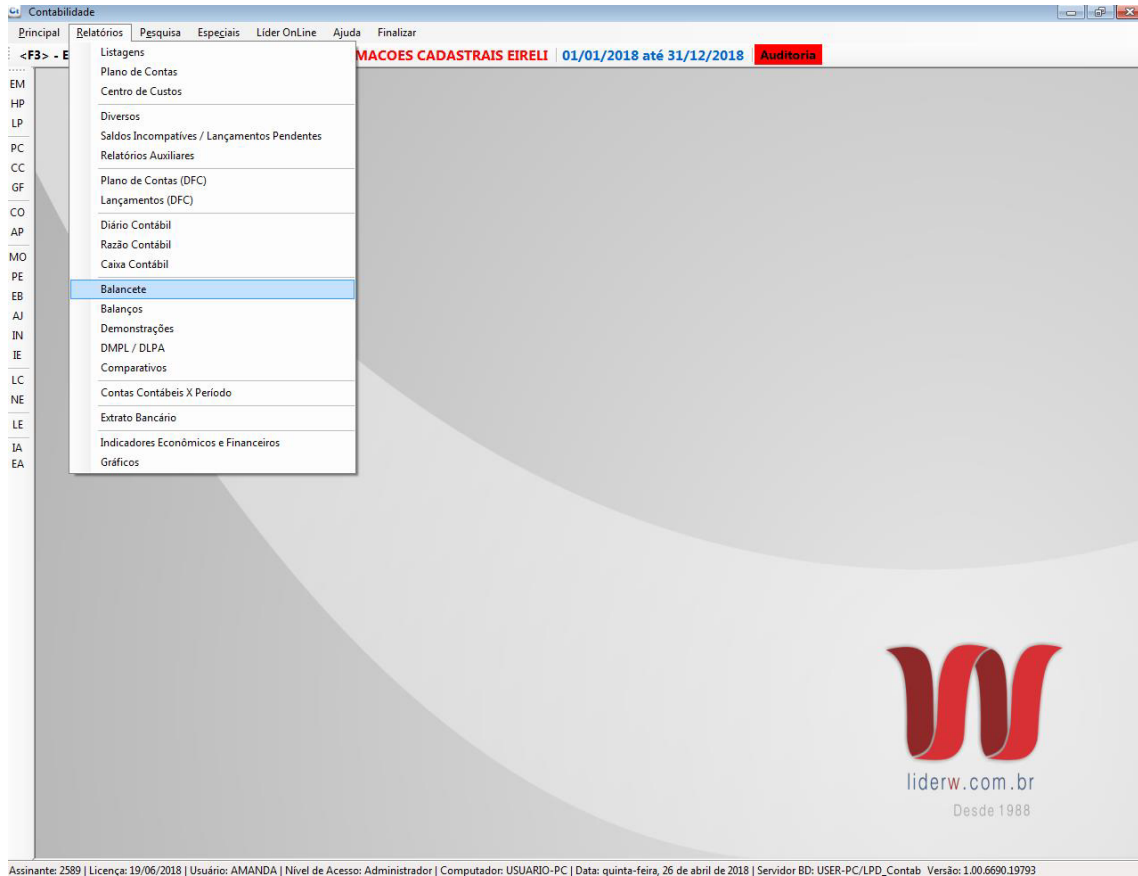 Contabilidade
Principal Relatórios Pesquisa Especiais Líder OnLine Ajuda Finalizar
<F3> - E MACOES CADASTRAIS EIRELI 01/01/2018 até 31/12/2018 Auditoria
Listagens
Plano de Contas
Centro de Custos
Diversos
Saldos Incompatíves / Lançamentos Pendentes
Relatórios Auxiliares
Plano de Contas (DFC)
Lançamentos (DFC)
Diário Contábil
Razão Contábil
Caixa Contábil
Balancete
Balanços
Demonstrações
DMPL / DLPA
Comparativos
Contas Contábeis X Período
Extrato Bancário
Indicadores Econômicos e Financeiros
Gráficos
EM
HP
LP
PC
CC
GF
CO
AP
MO
PE
EB
AJ
IN
IE
LC
NE
LE
IA
EA
liderw.com.br
Desde 1988
Assinante: 2589 | Licença: 19/06/2018 | Usuário: AMANDA | Nível de Acesso: Administrador | Computador: USUARIO-PC | Data: quinta-feira, 26 de abril de 2018 | Servidor BD: USER-PC/LPD_Contab Versão: 1.00.6690.19793